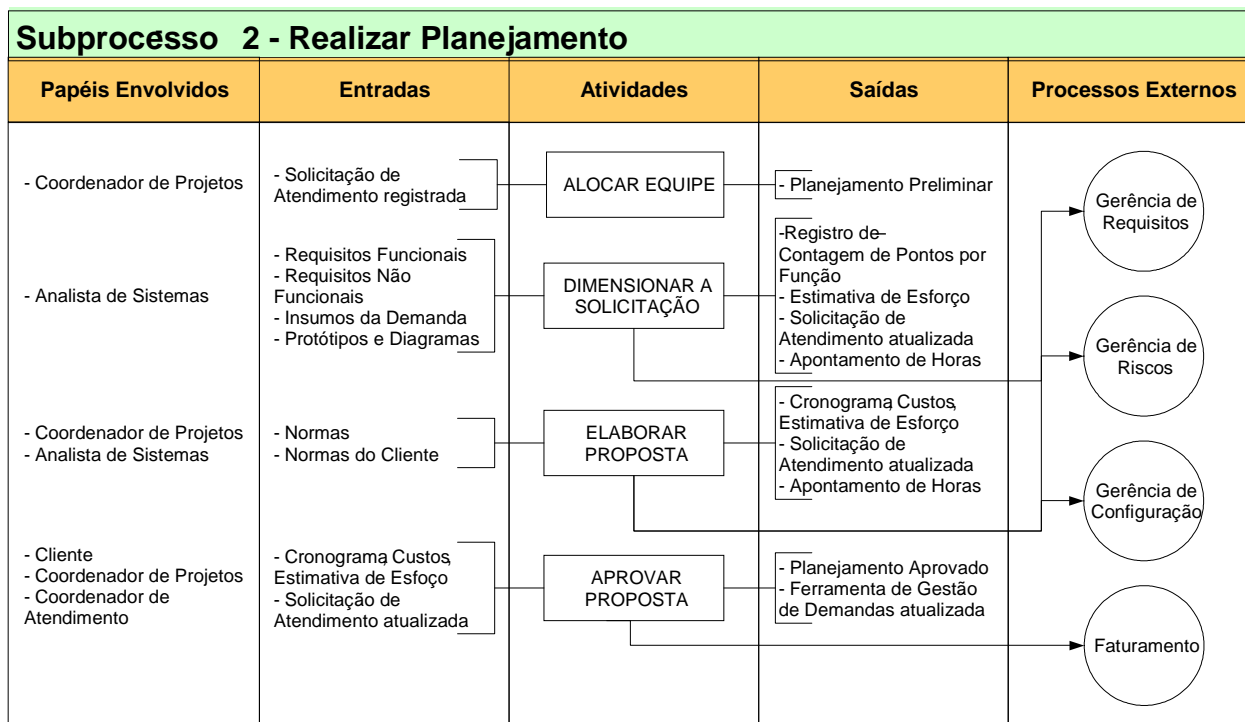 Subprocesso 2 - Realizar Planejamento
Papéis Envolvidos
Entradas
Atividades
Saídas
Processos Externos
- Coordenador de Projetos
- Solicitação de
Atendimento registrada
ALOCAR EQUIPE
- Planejamento Preliminar
Gerência de
Requisitos
- Analista de Sistemas
- Requisitos Funcionais
- Requisitos Não
Funcionais
- Insumos da Demanda
- Protótipos e Diagramas
DIMENSIONAR A
SOLICITAÇÃO
-Registro de–
Contagem de Pontos por
Função
- Estimativa de Esforço
- Solicitação de
Atendimento atualizada
- Apontamento de Horas
Gerência de
Riscos
- Coordenador de Projetos
- Analista de Sistemas
- Normas
- Normas do Cliente
ELABORAR
PROPOSTA
- Cronograma, Custos,
Estimativa de Esforço
- Solicitação de
Atendimento atualizada
- Apontamento de Horas
Gerência de
Configuração
- Cliente
- Coordenador de Projetos
- Coordenador de
Atendimento
- Cronograma, Custos,
Estimativa de Esfoço
- Solicitação de
Atendimento atualizada
APROVAR
PROPOSTA
- Planejamento Aprovado
- Ferramenta de Gestão
de Demandas atualizada
Faturamento